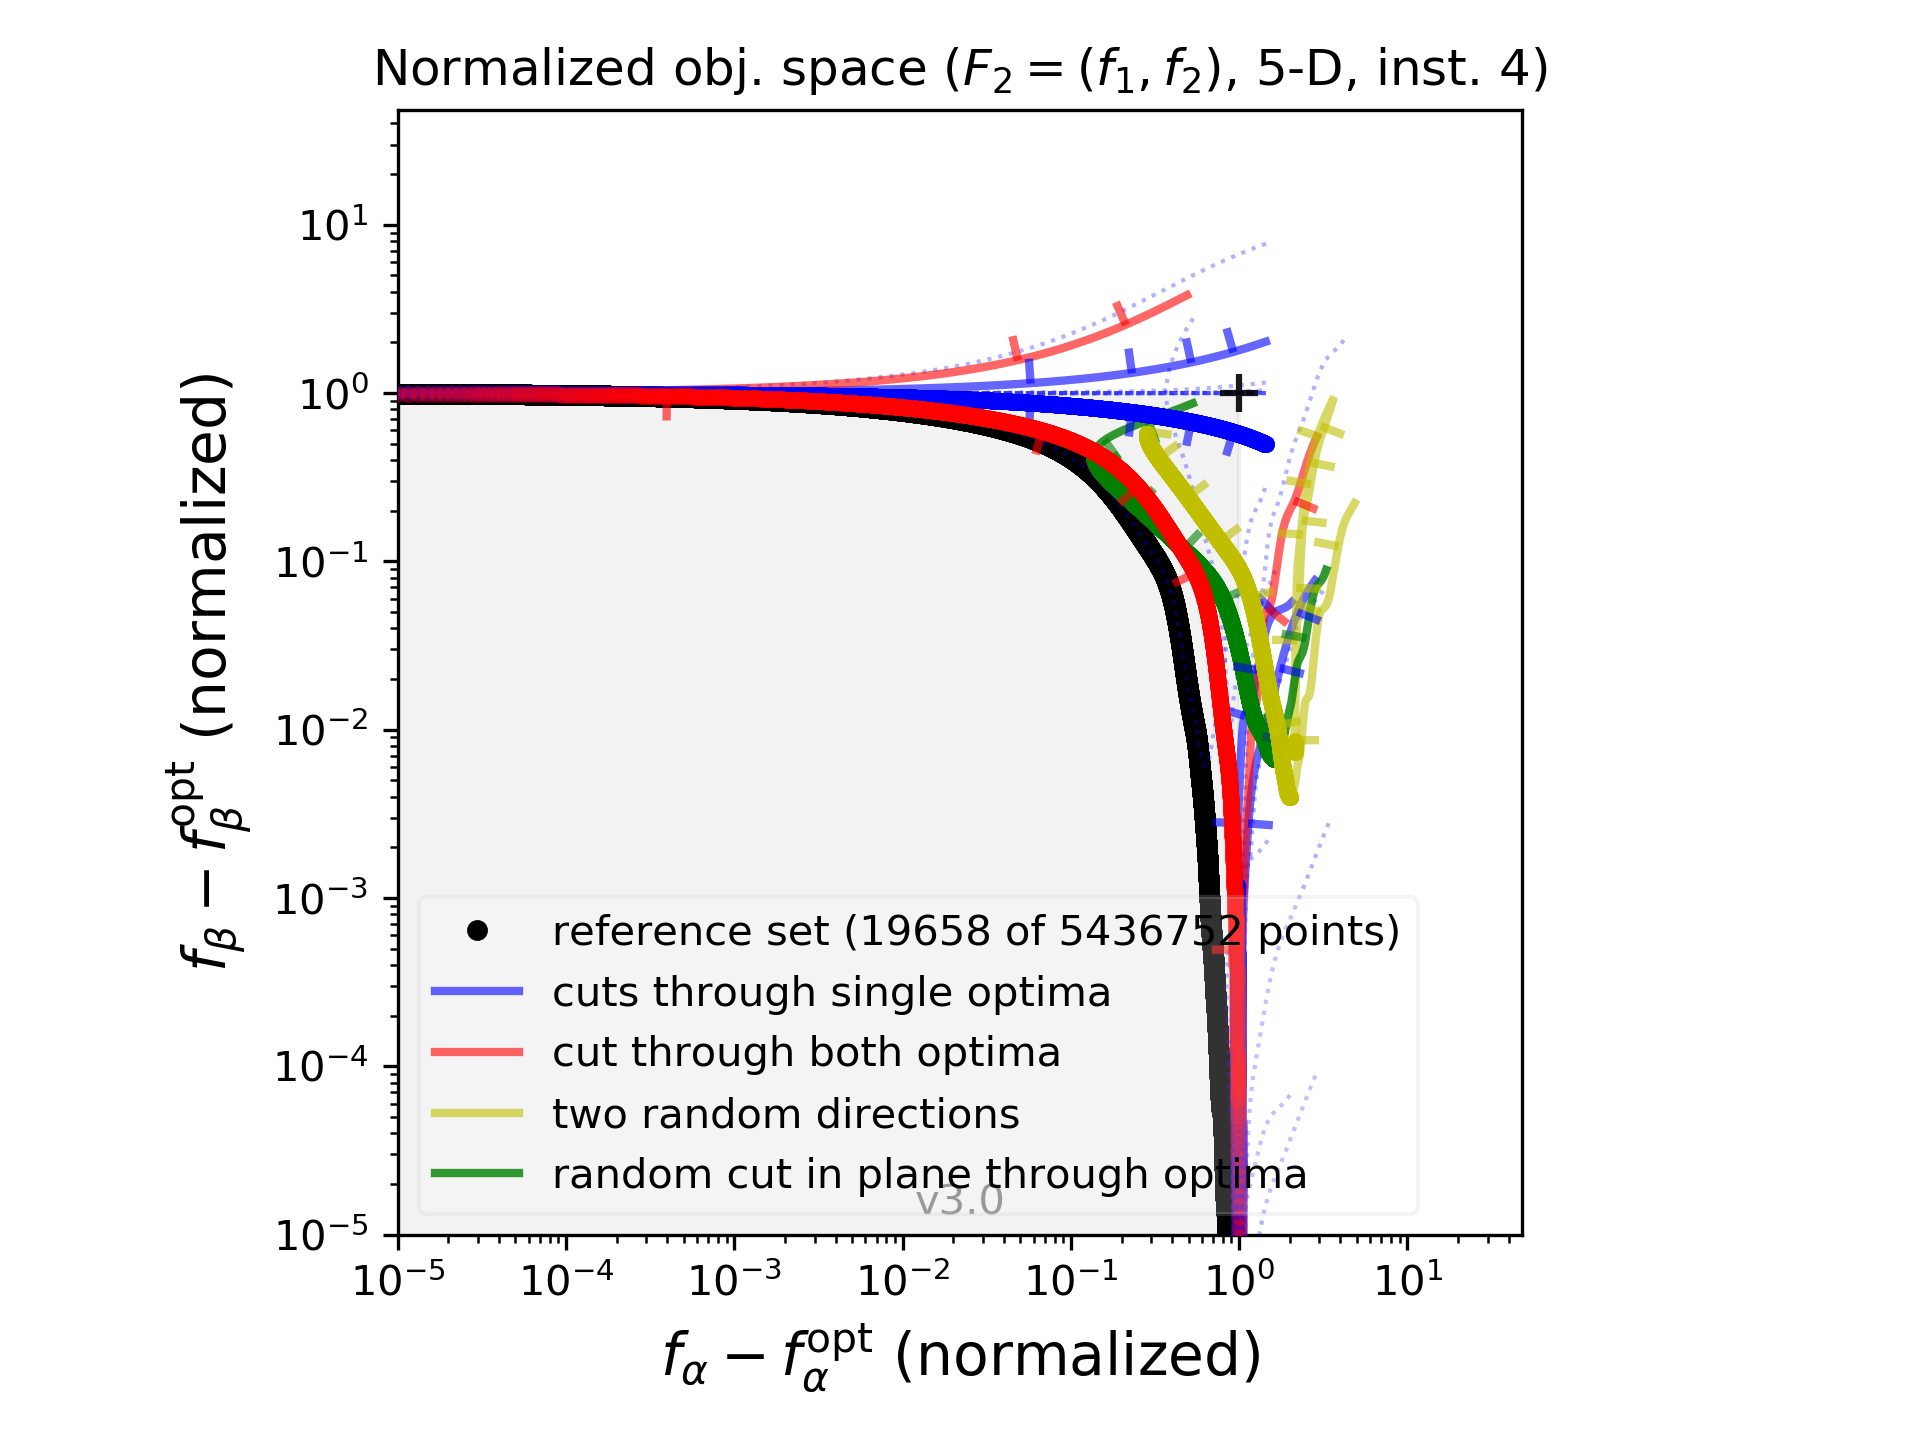 Normalized obj. space (F₂ = (f₁, f₂), 5-D, inst. 4)
f_β − f_β^opt (normalized)
10¹
10⁰
10⁻¹
10⁻²
10⁻³
10⁻⁴
10⁻⁵
reference set (19658 of 5436752 points)
cuts through single optima
cut through both optima
two random directions
random cut in plane through optima
v3.0
10⁻⁵ 10⁻⁴ 10⁻³ 10⁻² 10⁻¹ 10⁰ 10¹
f_α − f_α^opt (normalized)